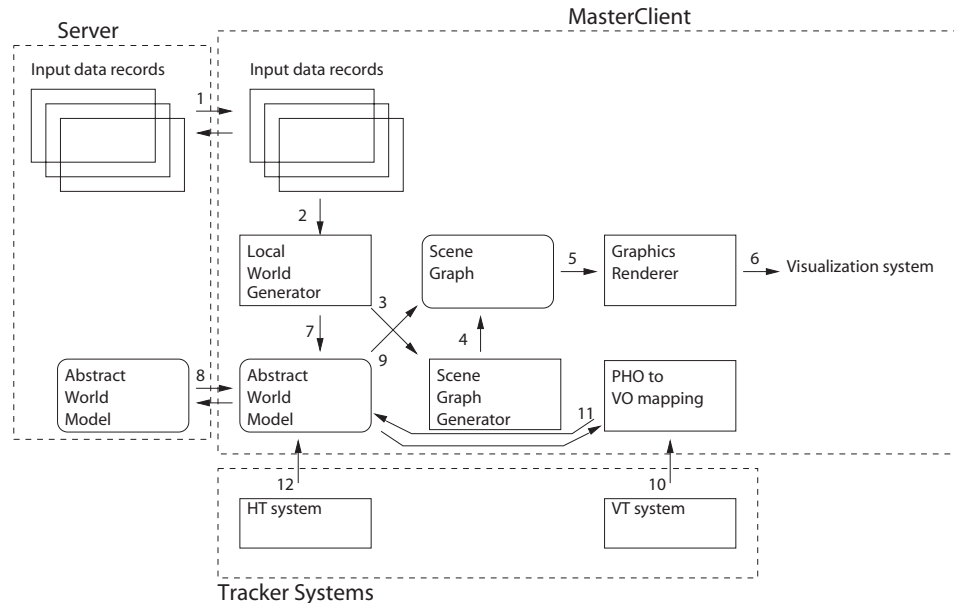 MasterClient
Server
Input data records
Input data records
1
2
Local
World
Generator
Scene
Graph
5
Graphics
Renderer
6
Visualization system
3
7
4
9
8
Abstract
World
Model
Abstract
World
Model
Scene
Graph
Generator
11
PHO to
VO mapping
12
10
HT system
VT system
Tracker Systems